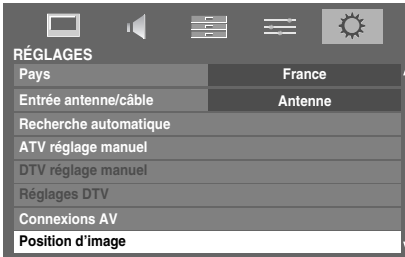 RÉGLAGES
Pays France
Entrée antenne/câble Antenne
Recherche automatique
ATV réglage manuel
DTV réglage manuel
Réglages DTV
Connexions AV
Position d'image